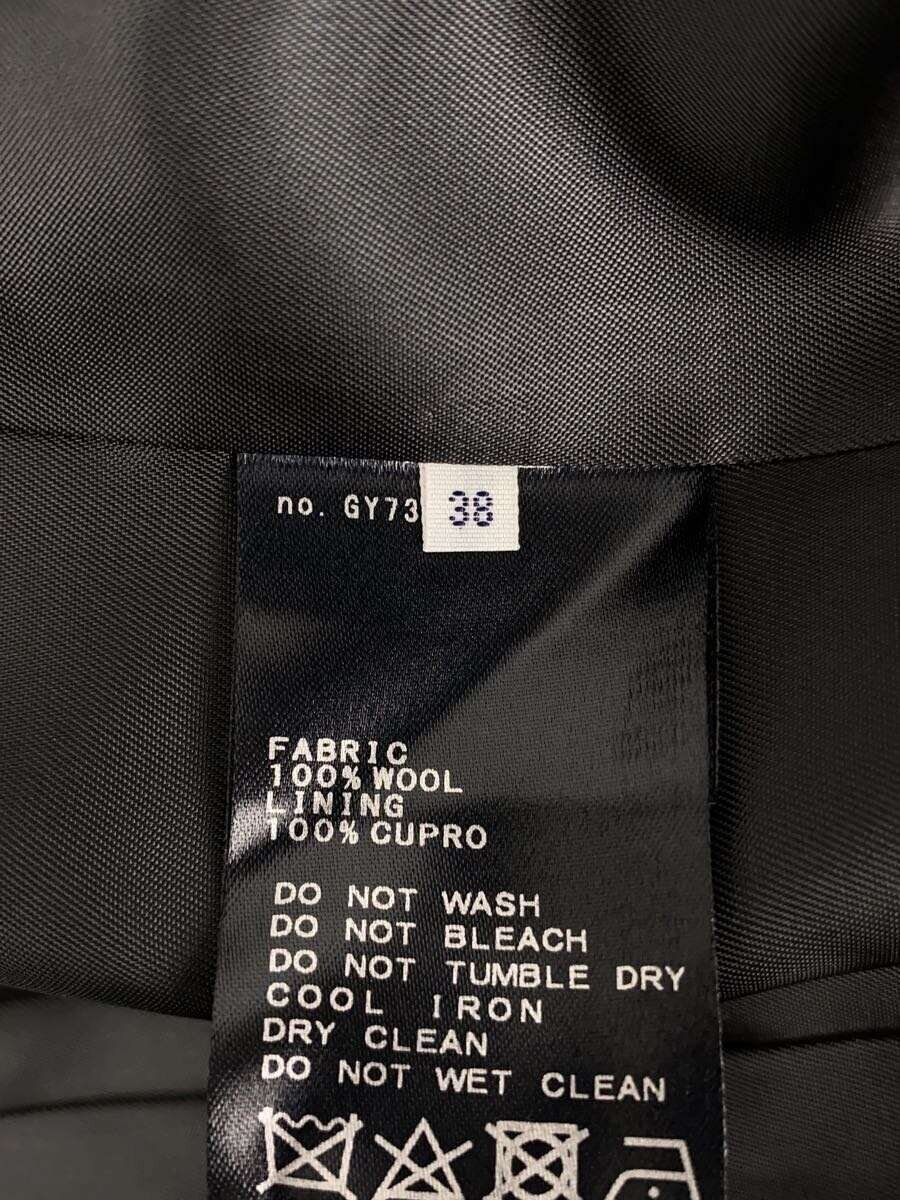 no. GY73
38
FABRIC
100% WOOL
LINING
100% CUPRO
DO NOT WASH
DO NOT BLEACH
DO NOT TUMBLE DRY
COOL IRON
DRY CLEAN
DO NOT WET CLEAN